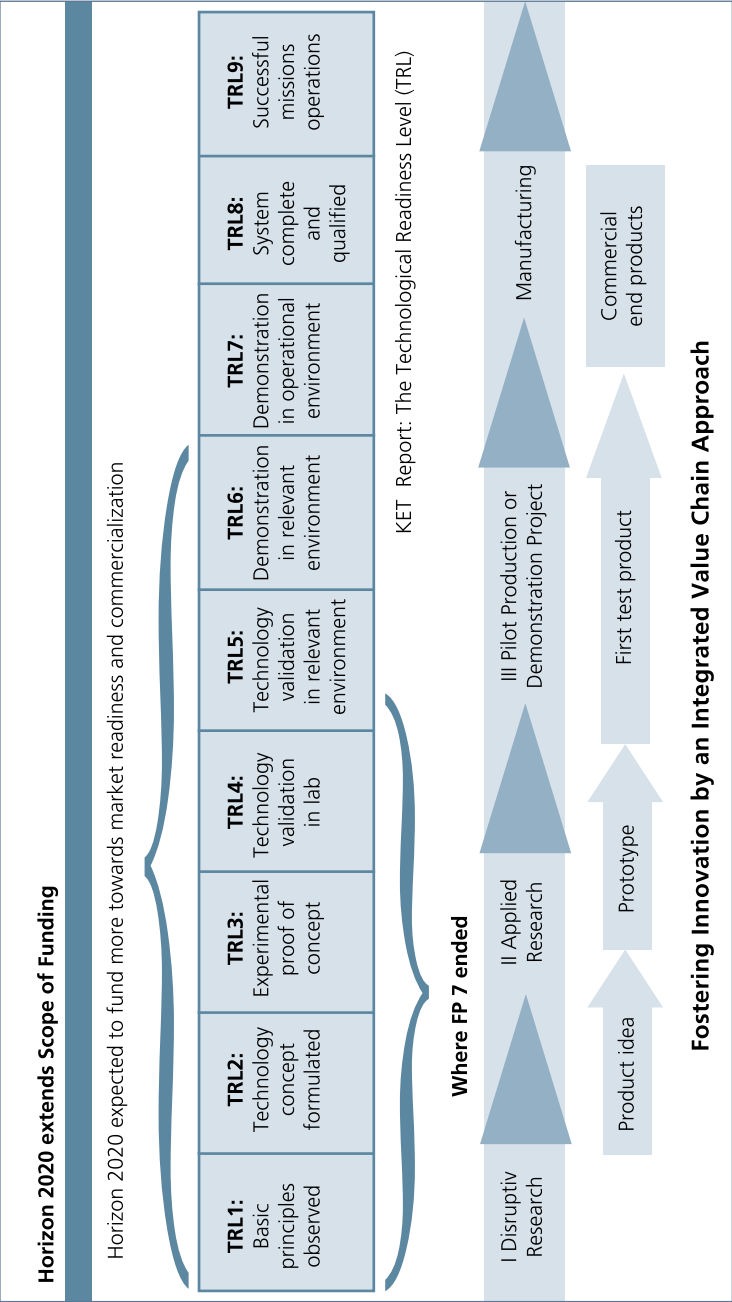 Horizon 2020 extends Scope of Funding
Horizon 2020 expected to fund more towards market readiness and commercialization
TRL1:
Basic
principles
observed
TRL2:
Technology
concept
formulated
TRL3:
Experimental
proof of
concept
TRL4:
Technology
validation
in lab
TRL5:
Technology
validation
in relevant
environment
TRL6:
Demonstration
in relevant
environment
TRL7:
Demonstration
in operational
environment
TRL8:
System
complete
and
qualified
TRL9:
Successful
missions
operations
KET Report: The Technological Readiness Level (TRL)
Where FP 7 ended
I Disruptiv
Research
II Applied
Research
III Pilot Production or
Demonstration Project
Manufacturing
Product idea
Prototype
First test product
Commercial
end products
Fostering Innovation by an Integrated Value Chain Approach